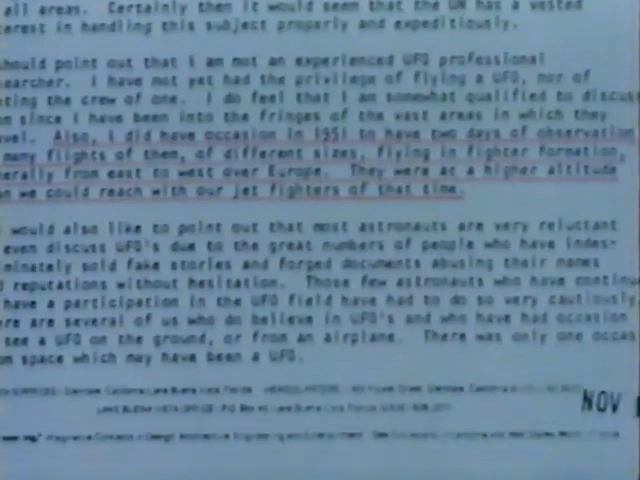 all areas. Certainly then it would seem that the UN has a vested
erest in handling this subject properly and expeditiously.
hould point out that I am not an experienced UFO professional
searcher. I have not yet had the privilege of flying a UFO, nor of
ting the crew of one. I do feel that I am somewhat qualified to discuss
m since I have been into the fringes of the vast areas in which they
vel. Also, I did have occasion in 1951 to have two days of observation
many flights of them, of different sizes, flying in fighter formation,
erally from east to west over Europe. They were at a higher altitude
n we could reach with our jet fighters of that time.
would also like to point out that most astronauts are very reluctant
even discuss UFO's due to the great numbers of people who have indis-
minately sold fake stories and forged documents abusing their names
d reputations without hesitation. Those few astronauts who have continue
have a participation in the UFO field have had to do so very cautiously.
ere are several of us who do believe in UFO's and who have had occasion
see a UFO on the ground, or from an airplane. There was only one occas
om space which may have been a UFO.
NOV